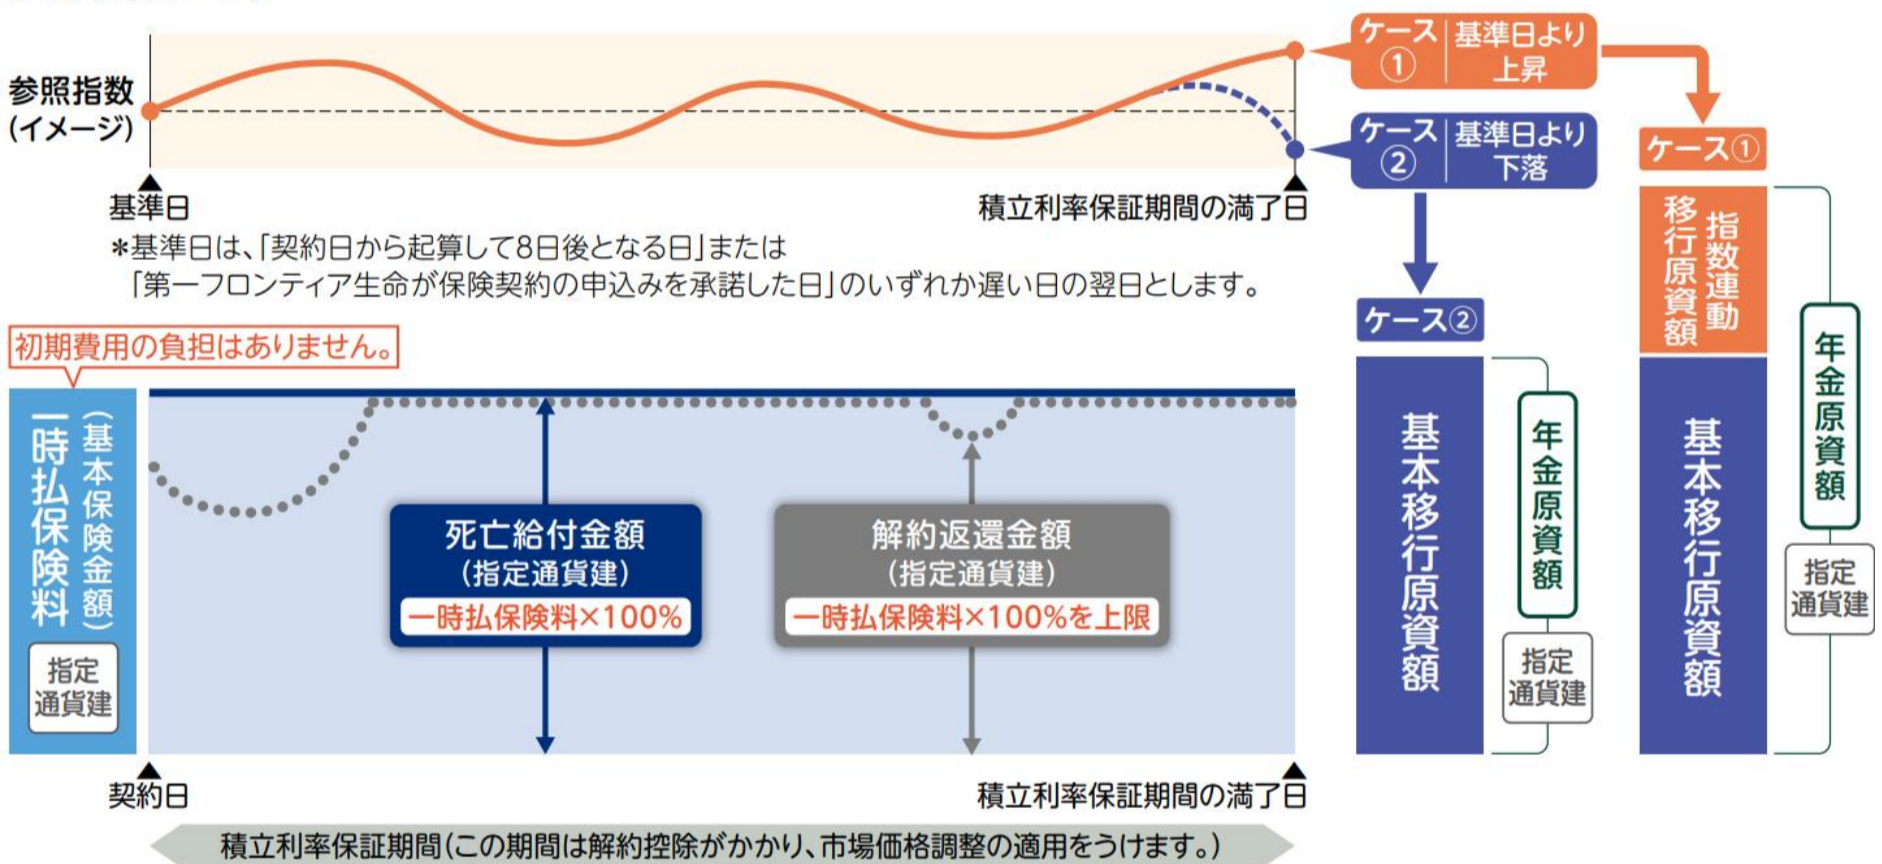 参照指数
(イメージ)
ケース
①
基準日より
上昇
ケース
②
基準日より
下落
基準日
積立利率保証期間の満了日
*基準日は、「契約日から起算して8日後となる日」または
「第一フロンティア生命が保険契約の申込みを承諾した日」のいずれか遅い日の翌日とします。
初期費用の負担はありません。
一時払保険料
(基本保険金額)
指定
通貨建
死亡給付金額
(指定通貨建)
一時払保険料×100%
解約返還金額
(指定通貨建)
一時払保険料×100%を上限
契約日
積立利率保証期間の満了日
積立利率保証期間(この期間は解約控除がかかり、市場価格調整の適用をうけます。)
ケース②
基本移行原資額
年金原資額
指定
通貨建
ケース①
指数連動
移行原資額
基本移行原資額
年金原資額
指定
通貨建